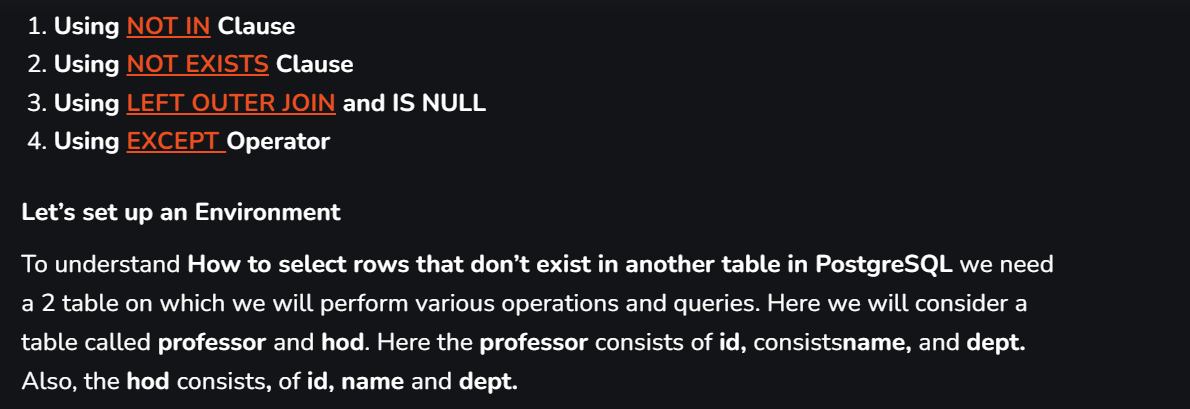 1. Using NOT IN Clause
2. Using NOT EXISTS Clause
3. Using LEFT OUTER JOIN and IS NULL
4. Using EXCEPT Operator
Let’s set up an Environment
To understand How to select rows that don’t exist in another table in PostgreSQL we need
a 2 table on which we will perform various operations and queries. Here we will consider a
table called professor and hod. Here the professor consists of id, consistsname, and dept.
Also, the hod consists, of id, name and dept.